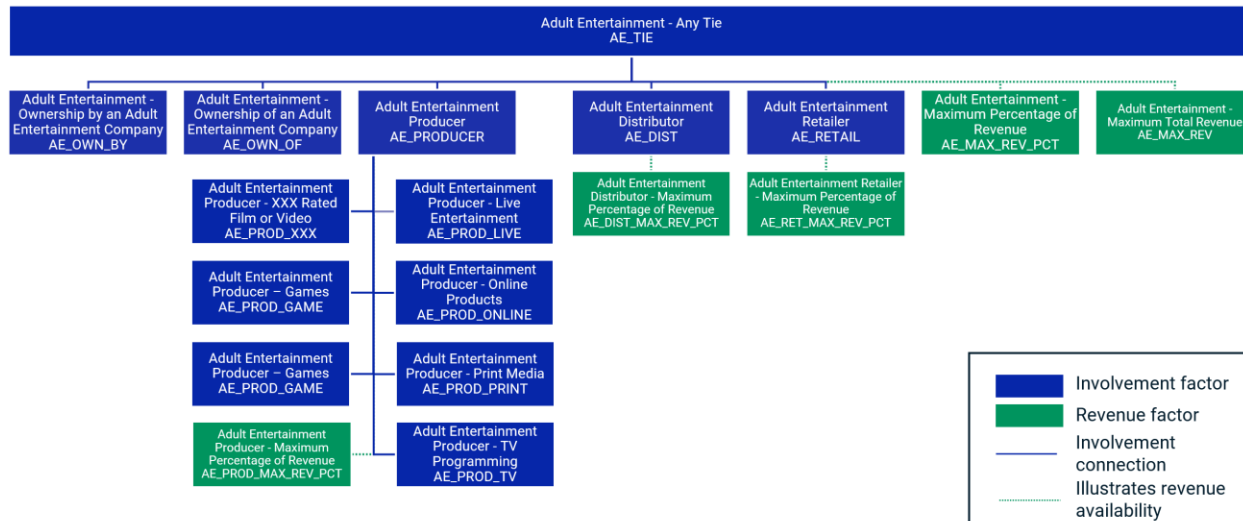 Adult Entertainment - Any Tie
AE_TIE
Adult Entertainment -
Ownership by an Adult
Entertainment Company
AE_OWN_BY
Adult Entertainment -
Ownership of an Adult
Entertainment Company
AE_OWN_OF
Adult Entertainment
Producer
AE_PRODUCER
Adult Entertainment
Distributor
AE_DIST
Adult Entertainment
Retailer
AE_RETAIL
Adult Entertainment -
Maximum Percentage of
Revenue
AE_MAX_REV_PCT
Adult Entertainment -
Maximum Total Revenue
AE_MAX_REV
Adult Entertainment
Producer - XXX Rated
Film or Video
AE_PROD_XXX
Adult Entertainment
Producer - Live
Entertainment
AE_PROD_LIVE
Adult Entertainment
Distributor - Maximum
Percentage of Revenue
AE_DIST_MAX_REV_PCT
Adult Entertainment Retailer
- Maximum Percentage of
Revenue
AE_RET_MAX_REV_PCT
Adult Entertainment
Producer – Games
AE_PROD_GAME
Adult Entertainment
Producer - Online
Products
AE_PROD_ONLINE
Adult Entertainment
Producer – Games
AE_PROD_GAME
Adult Entertainment
Producer - Print Media
AE_PROD_PRINT
Adult Entertainment
Producer - Maximum
Percentage of Revenue
AE_PROD_MAX_REV_PCT
Adult Entertainment
Producer - TV
Programming
AE_PROD_TV
Involvement factor
Revenue factor
Involvement
connection
Illustrates revenue
availability